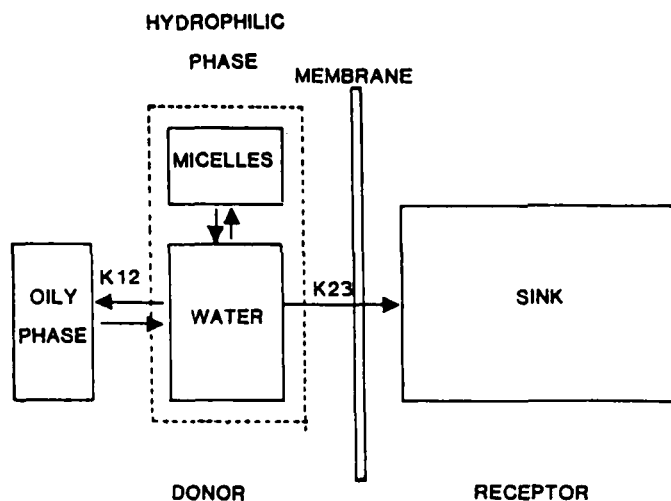 HYDROPHILIC
PHASE
MEMBRANE
MICELLES
K12
OILY
PHASE
WATER
K23
SINK
DONOR
RECEPTOR